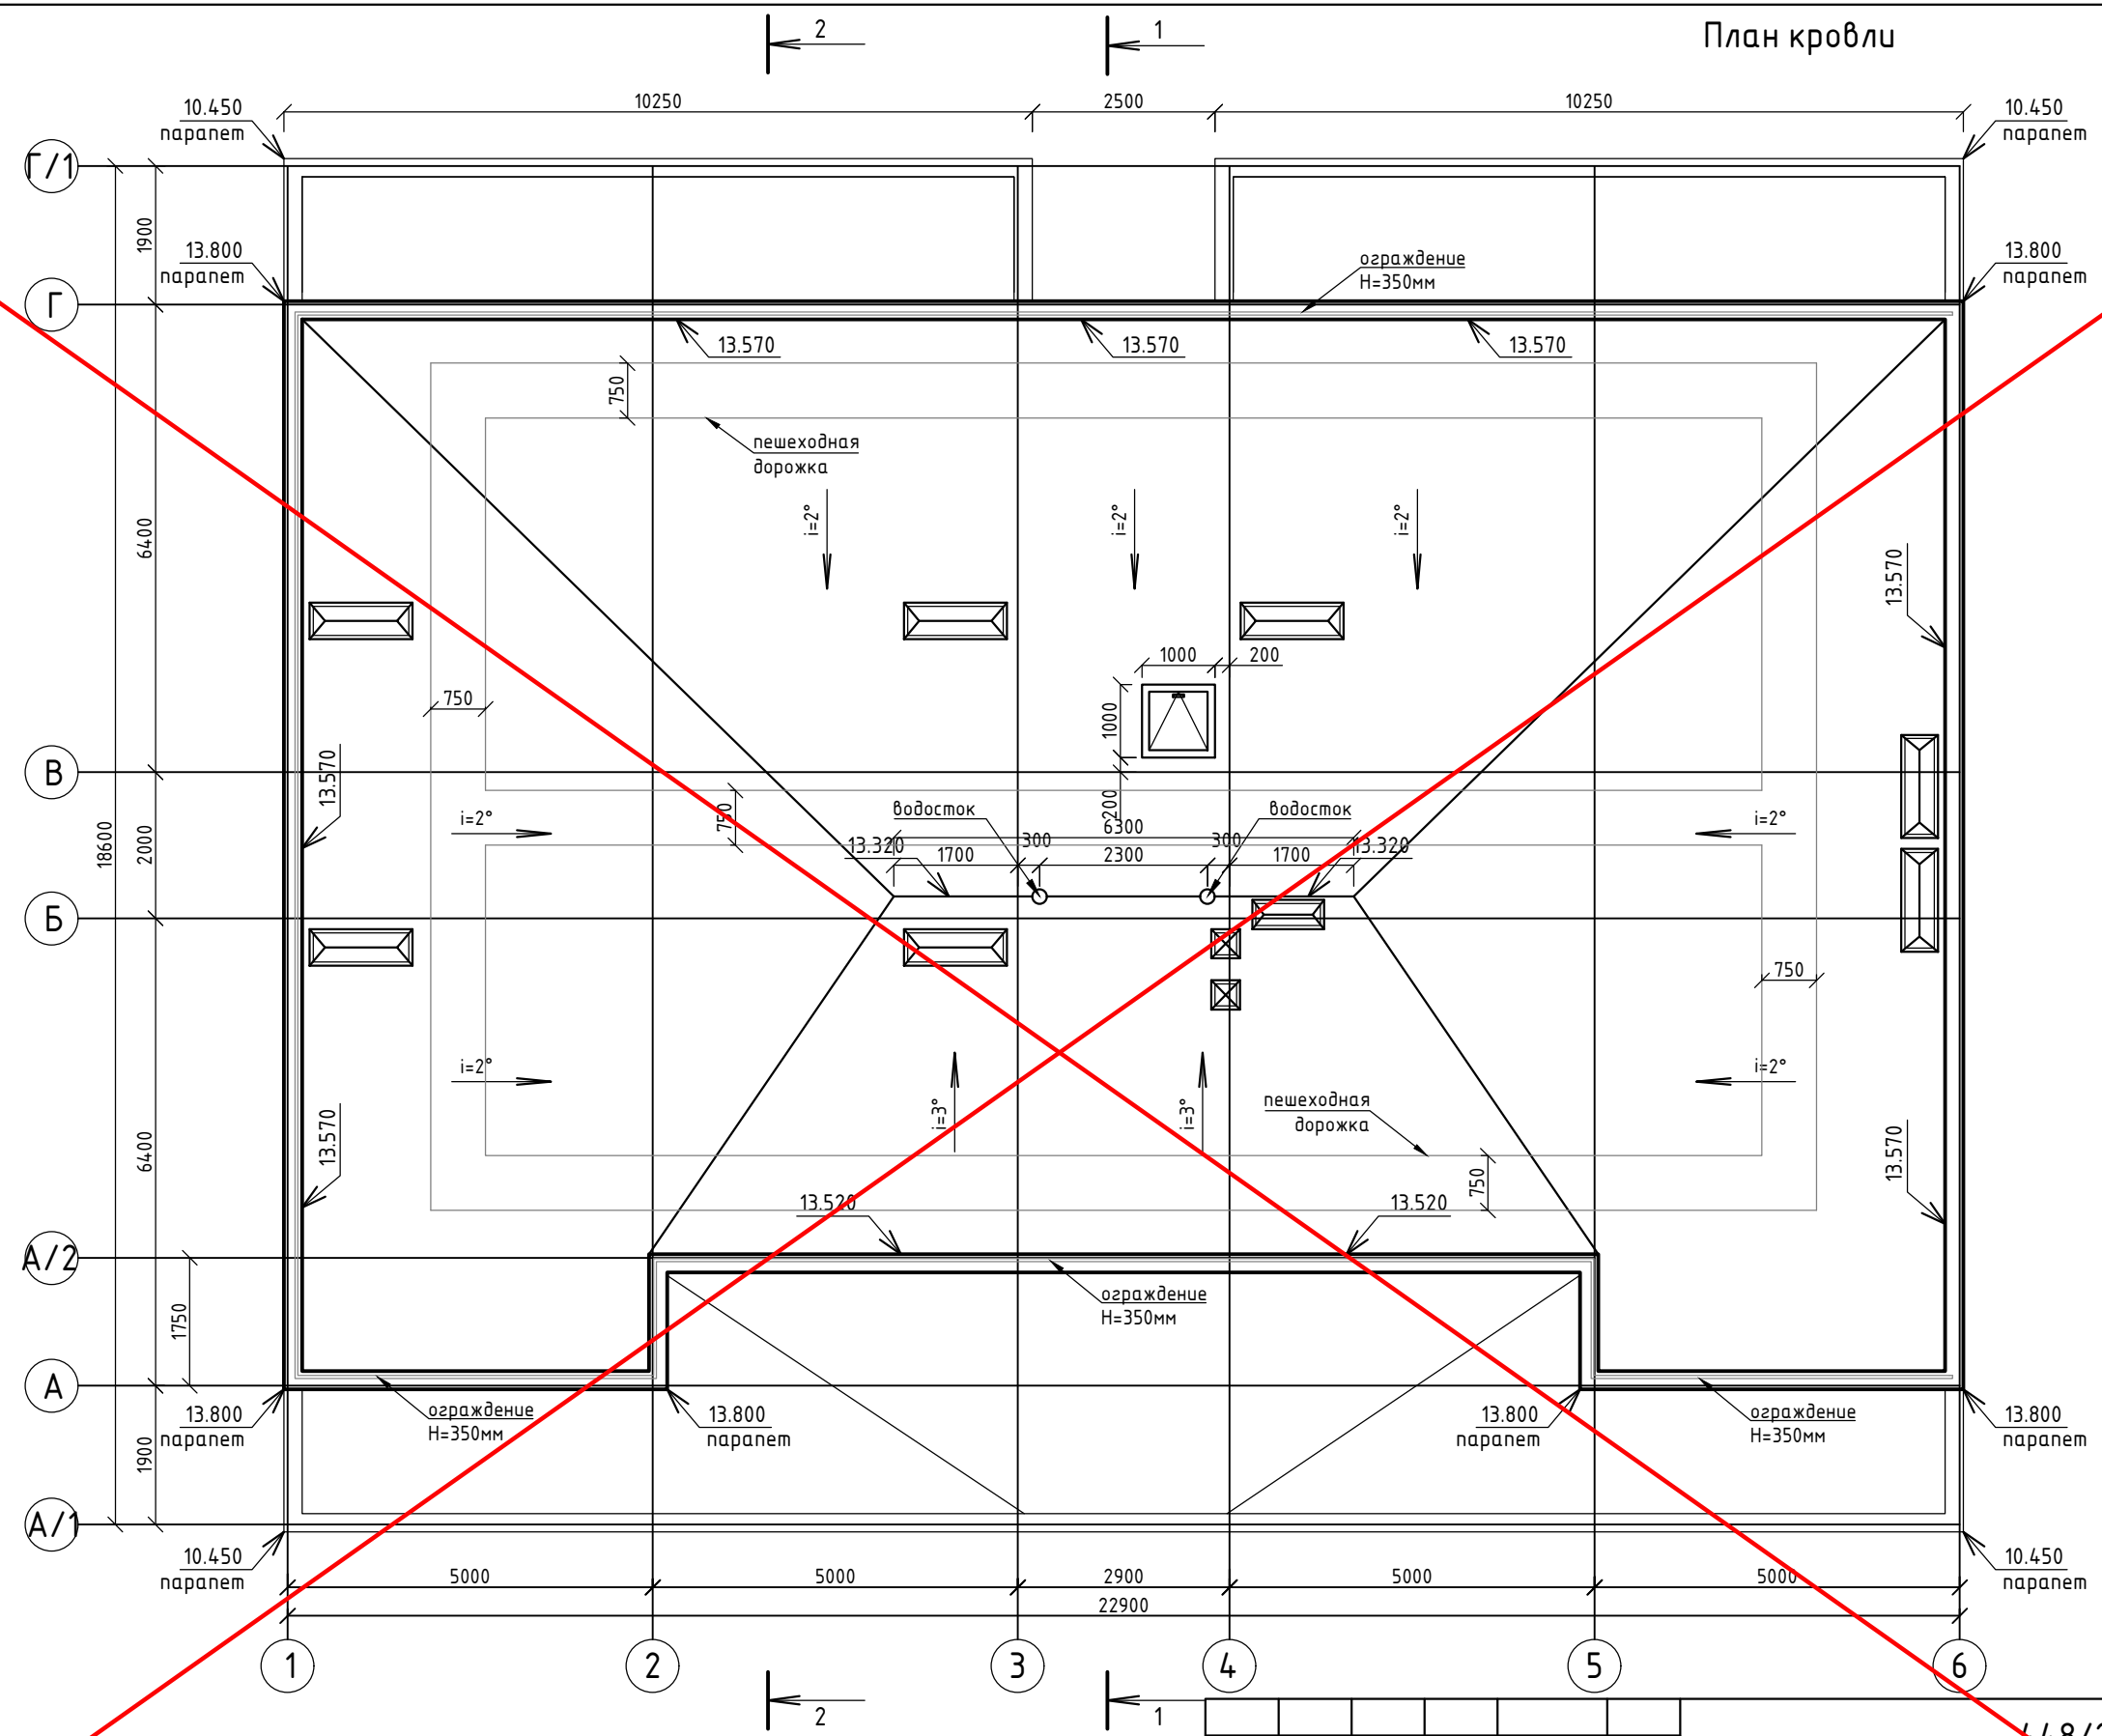 План кровли
2
1
10250
2500
10250
10.450
парапет
10.450
парапет
Г/1
1900
13.800
парапет
13.800
парапет
ограждение
H=350мм
Г
13.570
13.570
13.570
750
пешеходная
дорожка
6400
i=2°
i=2°
i=2°
13.570
1000
200
750
1000
13.570
В
200
водосток
водосток
750
6300
i=2°
i=2°
18600
2000
13.320
300
300
13.320
1700
2300
1700
Б
750
i=2°
i=2°
i=3°
i=3°
пешеходная
дорожка
6400
13.570
13.570
750
13.520
13.520
А/2
ограждение
H=350мм
1750
А
13.800
парапет
ограждение
H=350мм
13.800
парапет
13.800
парапет
ограждение
H=350мм
13.800
парапет
1900
А/1
10.450
парапет
10.450
парапет
5000
5000
2900
5000
5000
22900
1
2
3
4
5
6
2
1